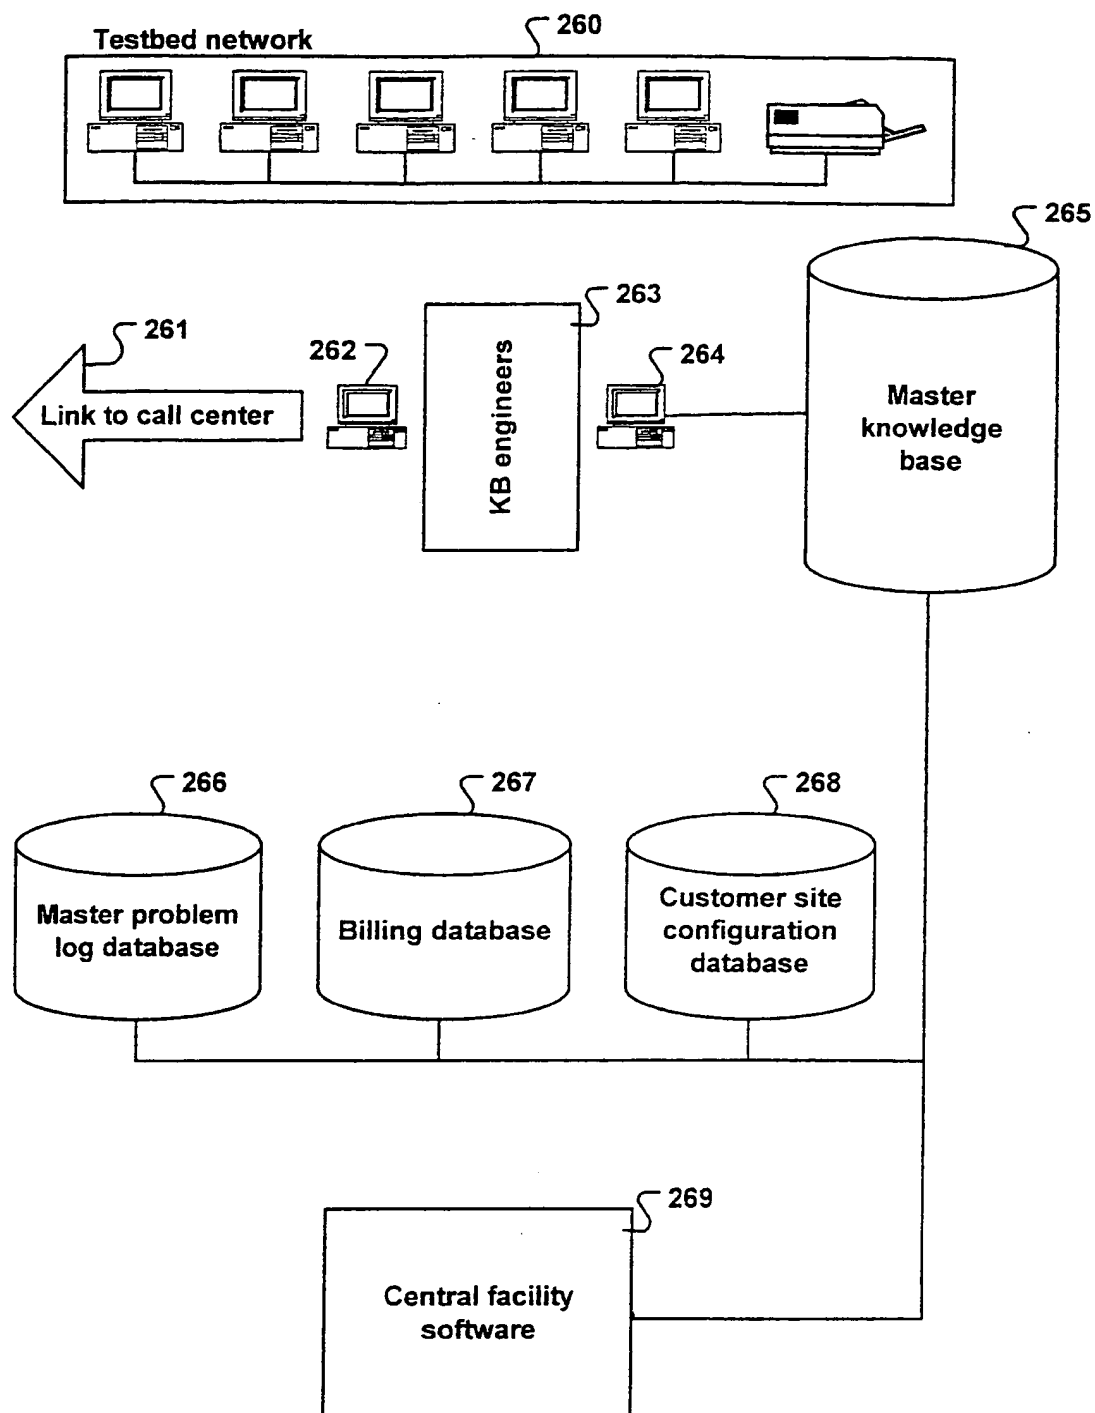 Testbed network
260
265
261
262
263
264
Link to call center
KB engineers
Master
knowledge
base
266
267
268
Master problem
log database
Billing database
Customer site
configuration
database
269
Central facility
software